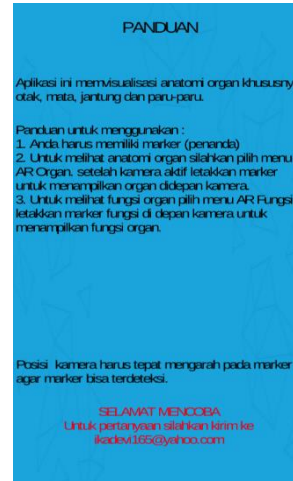 PANDUAN
Aplikasi ini memvisualisasi anatomi organ khususny
otak, mata, jantung dan paru-paru.
Panduan untuk menggunakan :
1. Anda harus memiliki marker (penanda)
2. Untuk melihat anatomi organ silahkan pilih menu
AR Organ. setelah kamera aktif letakkan marker
untuk menampilkan organ didepan kamera.
3. Untuk melihat fungsi organ pilih menu AR Fungsi
letakkan marker fungsi di depan kamera untuk
menampilkan fungsi organ.
Posisi kamera harus tepat mengarah pada marker
agar marker bisa terdeteksi.
SELAMAT MENCOBA
Untuk pertanyaan silahkan kirim ke
ikadevi165@yahoo.com